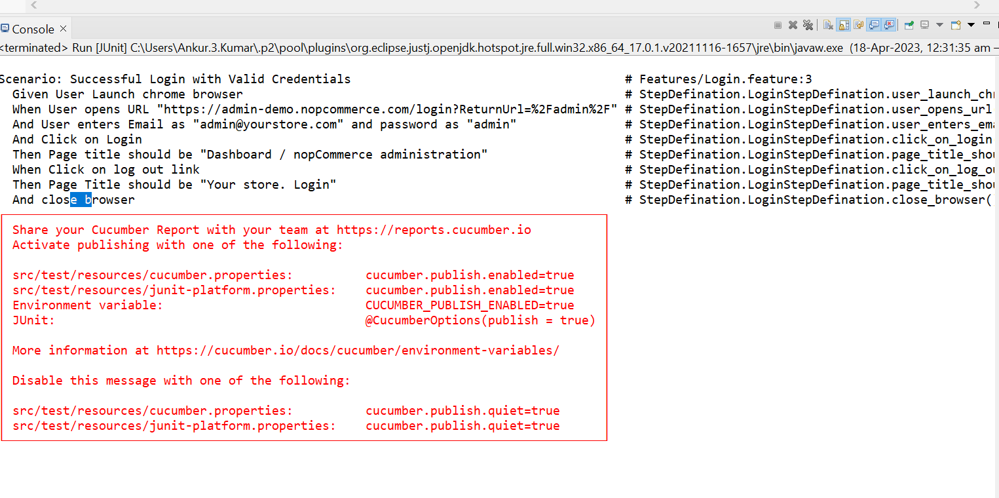 Console
<terminated> Run [JUnit] C:\Users\Ankur.3.Kumar\.p2\pool\plugins\org.eclipse.justj.openjdk.hotspot.jre.full.win32.x86_64_17.0.1.v20211116-1657\jre\bin\javaw.exe (18-Apr-2023, 12:31:35 am –
Scenario: Successful Login with Valid Credentials # Features/Login.feature:3
Given User Launch chrome browser # StepDefination.LoginStepDefination.user_launch_chr
When User opens URL "https://admin-demo.nopcommerce.com/login?ReturnUrl=%2Fadmin%2F" # StepDefination.LoginStepDefination.user_opens_url
And User enters Email as "admin@yourstore.com" and password as "admin" # StepDefination.LoginStepDefination.user_enters_ema
And Click on Login # StepDefination.LoginStepDefination.click_on_login
Then Page title should be "Dashboard / nopCommerce administration" # StepDefination.LoginStepDefination.page_title_shou
When Click on log out link # StepDefination.LoginStepDefination.click_on_log_ou
Then Page Title should be "Your store. Login" # StepDefination.LoginStepDefination.page_title_shou
And close browser # StepDefination.LoginStepDefination.close_browser(
Share your Cucumber Report with your team at https://reports.cucumber.io
Activate publishing with one of the following:
src/test/resources/cucumber.properties: cucumber.publish.enabled=true
src/test/resources/junit-platform.properties: cucumber.publish.enabled=true
Environment variable: CUCUMBER_PUBLISH_ENABLED=true
JUnit: @CucumberOptions(publish = true)
More information at https://cucumber.io/docs/cucumber/environment-variables/
Disable this message with one of the following:
src/test/resources/cucumber.properties: cucumber.publish.quiet=true
src/test/resources/junit-platform.properties: cucumber.publish.quiet=true